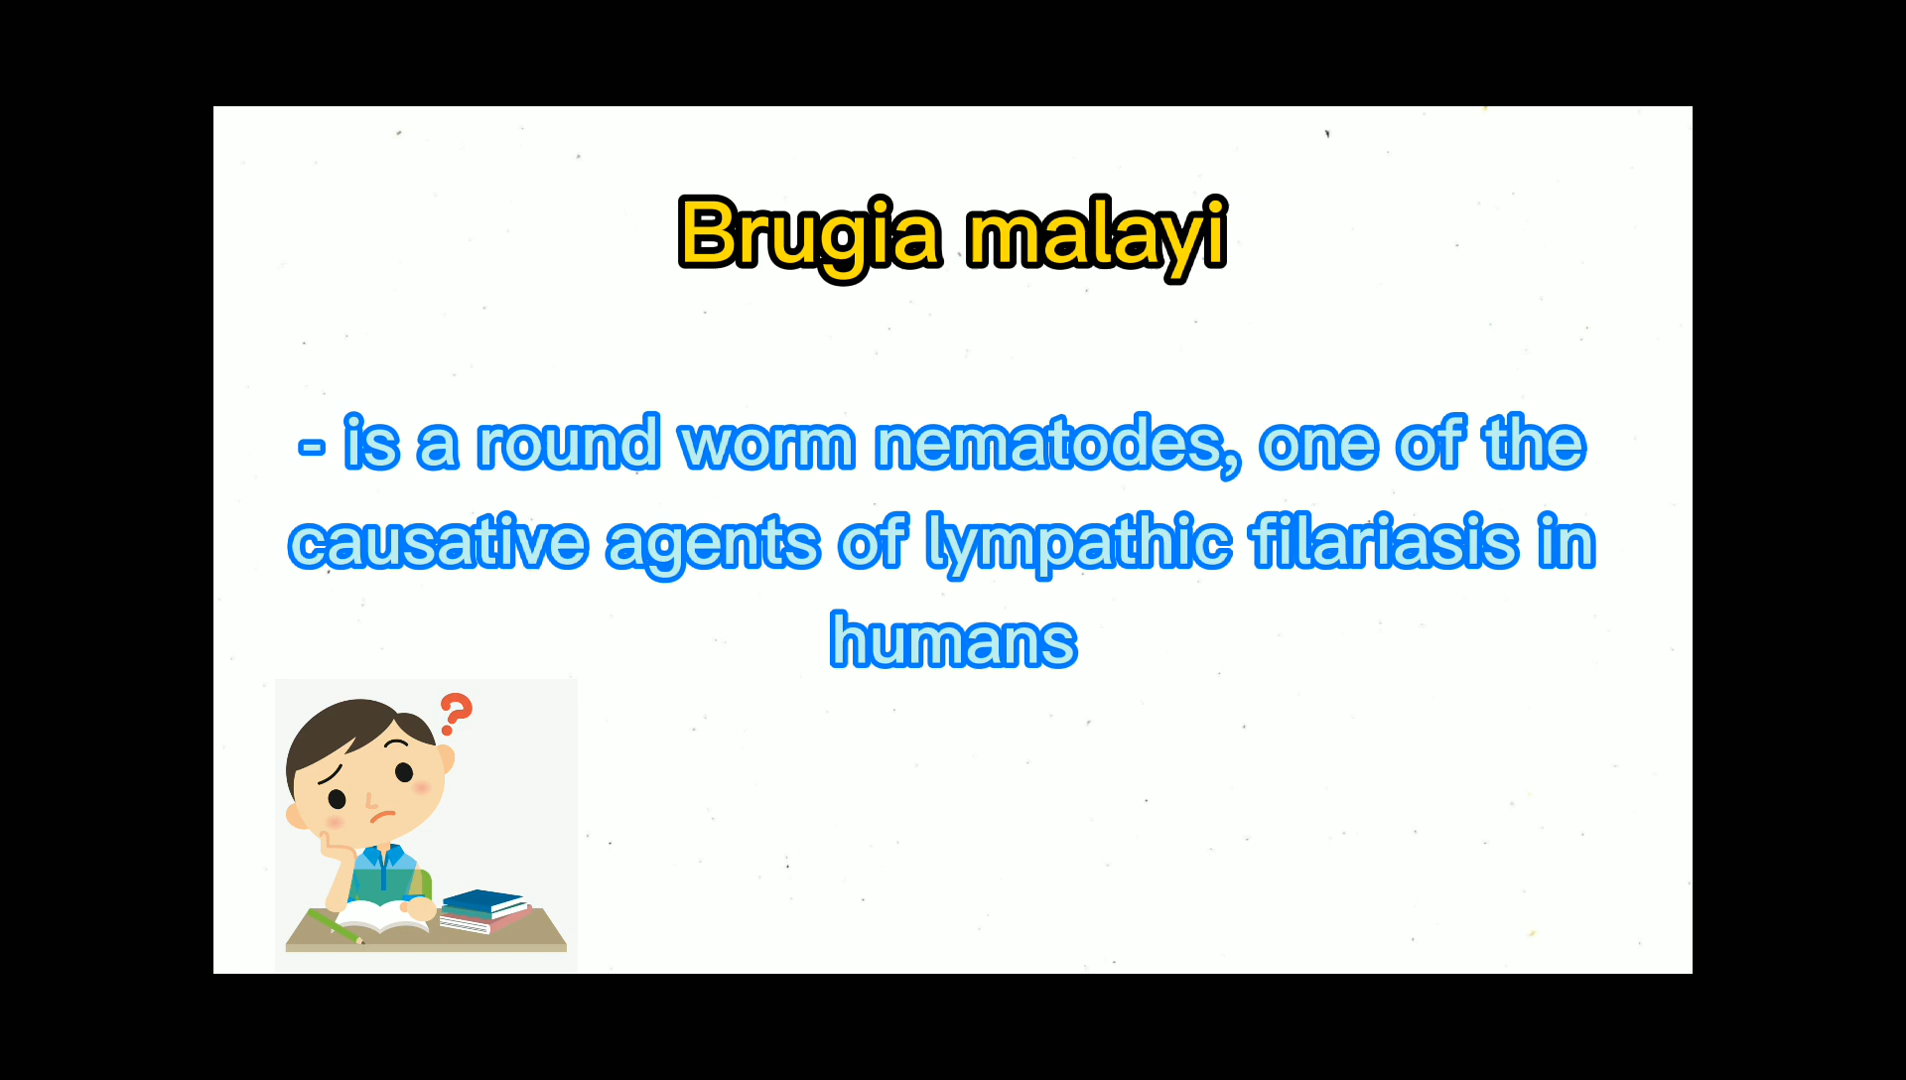 Brugia malayi
- is a round worm nematodes, one of the
causative agents of lympathic filariasis in
humans
?